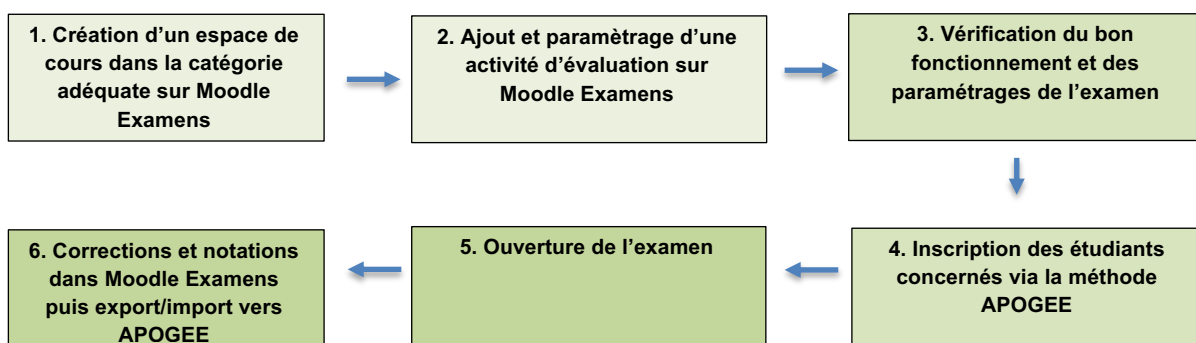 1. Création d’un espace de
cours dans la catégorie
adéquate sur Moodle
Examens
2. Ajout et paramètrage d’une
activité d’évaluation sur
Moodle Examens
3. Vérification du bon
fonctionnement et des
paramétrages de l’examen
4. Inscription des étudiants
concernés via la méthode
APOGEE
5. Ouverture de l’examen
6. Corrections et notations
dans Moodle Examens
puis export/import vers
APOGEE